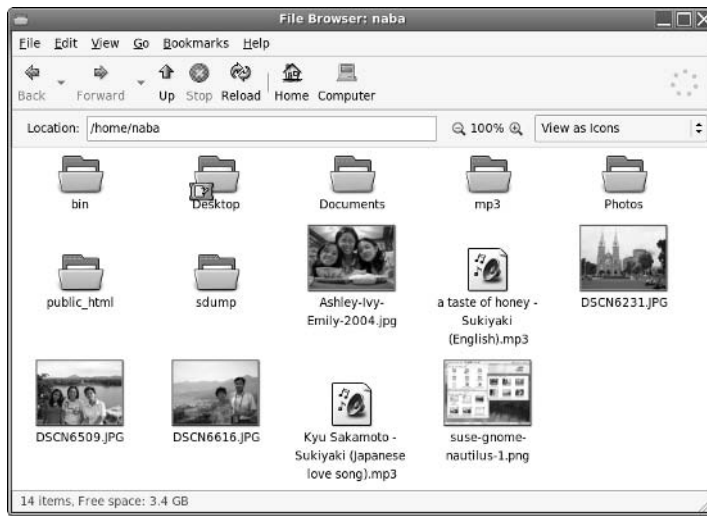 File Browser: naba
File Edit View Go Bookmarks Help
Back Forward Up Stop Reload Home Computer
Location: /home/naba 100% View as Icons
bin Desktop Documents mp3 Photos
public_html sdump Ashley-Ivy- a taste of honey - DSCN6231.JPG
Emily-2004.jpg Sukiyaki
(English).mp3
DSCN6509.JPG DSCN6616.JPG Kyu Sakamoto - suse-gnome-
Sukiyaki (Japanese nautilus-1.png
love song).mp3
14 items, Free space: 3.4 GB